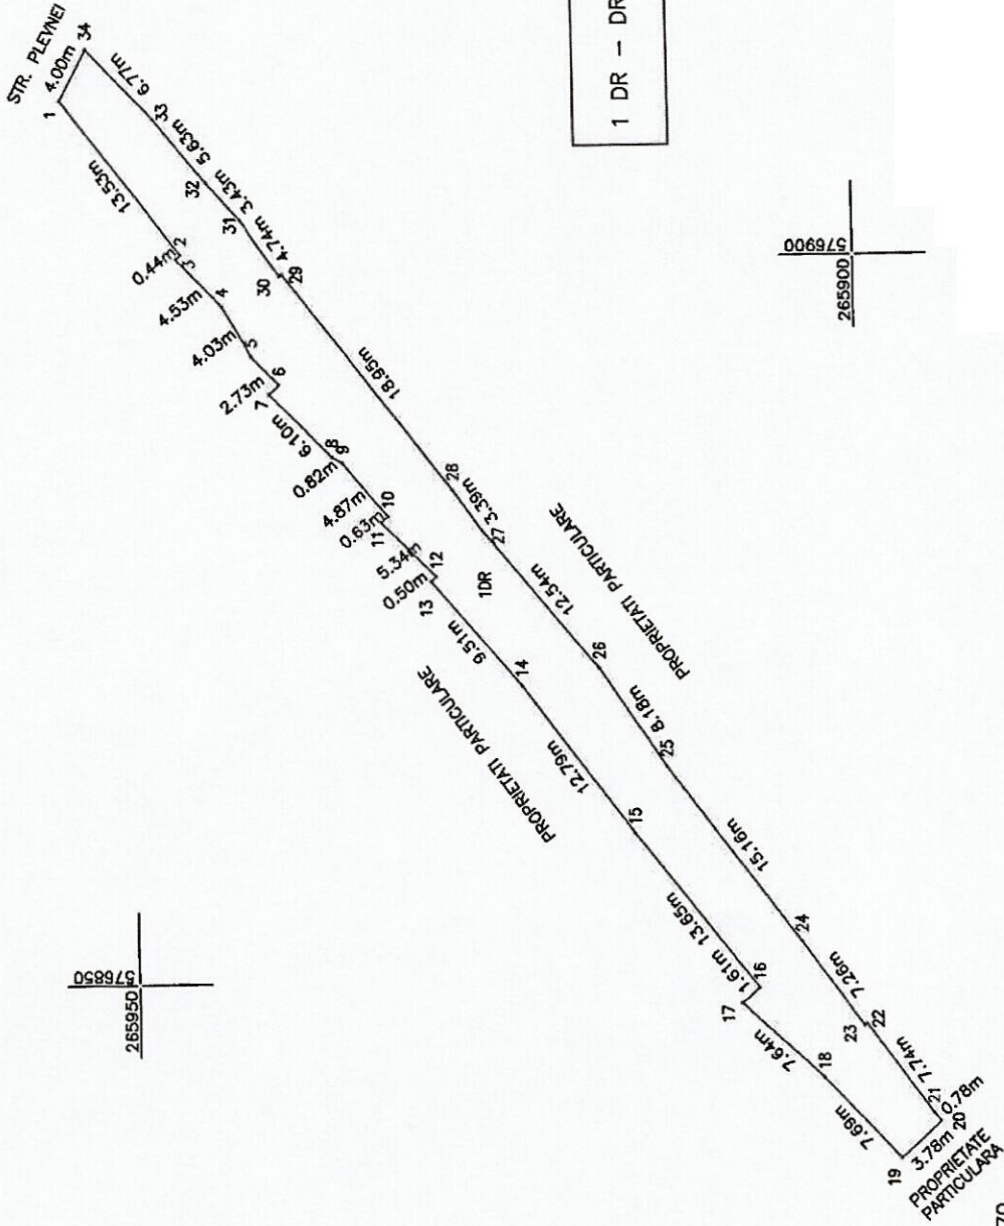 STR. PLEVNEI
1
4.00m
34
6.77m
33
5.63m
32
3.43m
31
4.74m
30
29
13.53m
2
0.44m
3
4.53m
4
4.03m
5
2.73m
6
7
6.10m
8
9
0.82m
4.87m
10
0.63m
11
5.34m
12
0.50m
13
9.51m
14
1DR
18.95m
28
3.39m
27
12.54m
26
8.18m
25
PROPRIETATI PARTICULARE
PROPRIETATI PARTICULARE
12.79m
15
13.65m
1.61m
16
17
7.64m
18
7.69m
19
3.78m
15.16m
24
7.26m
23
22
7.74m
21
0.78m
20
PROPRIETATE
PARTICULARA
1 DR - DR
576900
265900
576850
265950